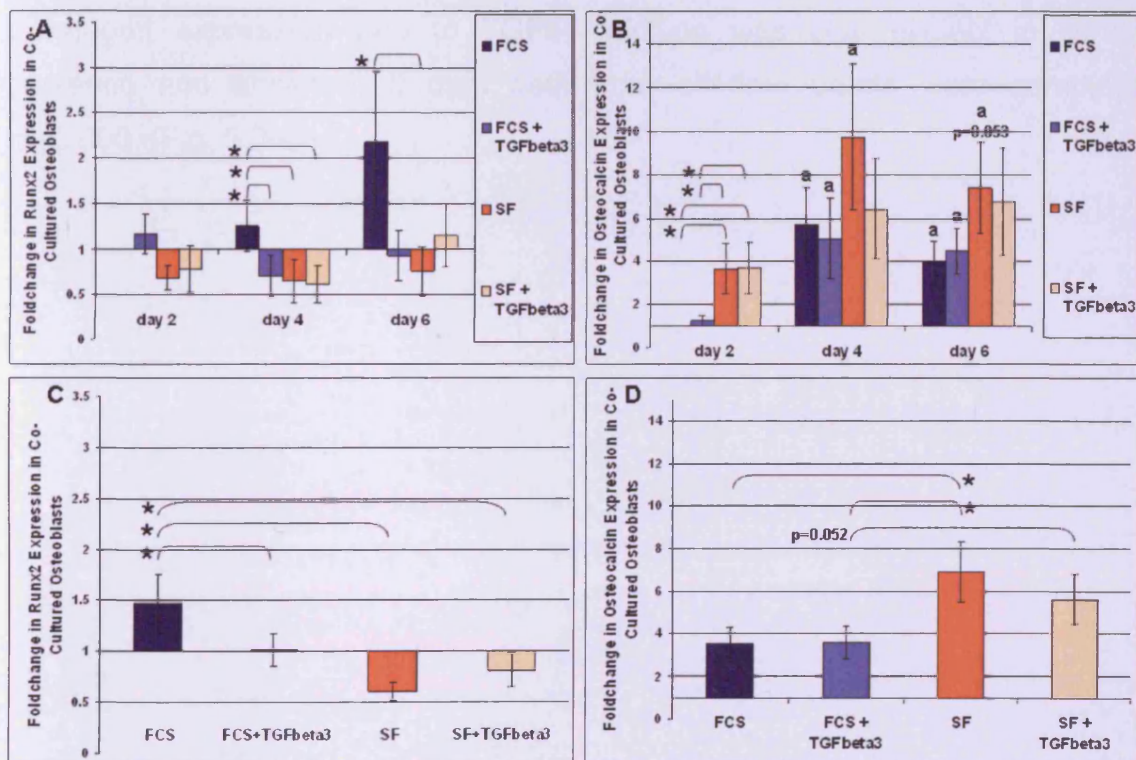 A
Foldchange in Runx2 Expression in Co-
Cultured Osteoblasts
3.5
3
2.5
2
1.5
1
0.5
0
*
*
*
*
day 2
day 4
day 6
FCS
FCS +
TGFbeta3
SF
SF +
TGFbeta3
B
Foldchange in Osteocalcin Expression in Co-
Cultured Osteoblasts
14
12
10
8
6
4
2
0
*
*
*
*
a
a
a
a
p=0.053
a
a
day 2
day 4
day 6
FCS
FCS +
TGFbeta3
SF
SF +
TGFbeta3
C
Foldchange in Runx2 Expression in Co-
Cultured Osteoblasts
3.5
3
2.5
2
1.5
1
0.5
0
*
*
*
FCS
FCS+TGFbeta3
SF
SF+TGFbeta3
D
Foldchange in Osteocalcin Expression in Co-
Cultured Osteoblasts
14
12
10
8
6
4
2
0
*
*
p=0.052
FCS
FCS +
TGFbeta3
SF
SF +
TGFbeta3